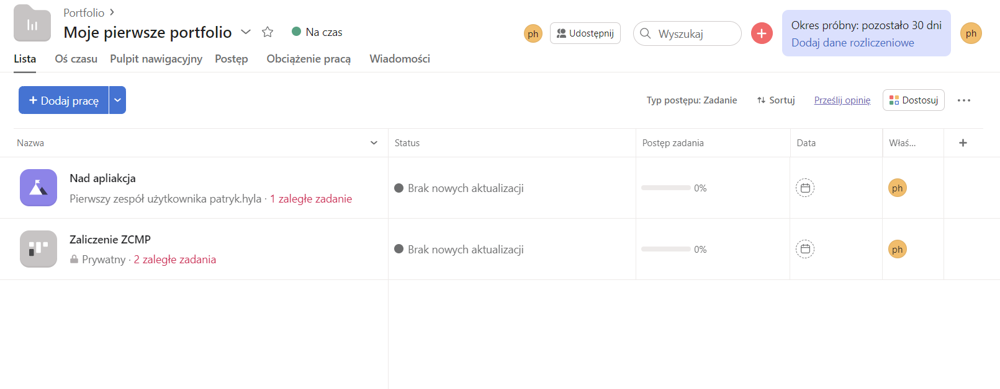 Portfolio
Moje pierwsze portfolio
Na czas
ph
Udostępnij
Wyszukaj
Okres próbny: pozostało 30 dni
Dodaj dane rozliczeniowe
ph
Lista
Oś czasu
Pulpit nawigacyjny
Postęp
Obciążenie pracą
Wiadomości
+ Dodaj pracę
Typ postępu: Zadanie
Sortuj
Prześlij opinię
Dostosuj
Nazwa
Status
Postęp zadania
Data
Właś...
Nad apliakcja
Pierwszy zespół użytkownika patryk.hyla · 1 zaległe zadanie
Brak nowych aktualizacji
0%
ph
Zaliczenie ZCMP
Prywatny · 2 zaległe zadania
Brak nowych aktualizacji
0%
ph